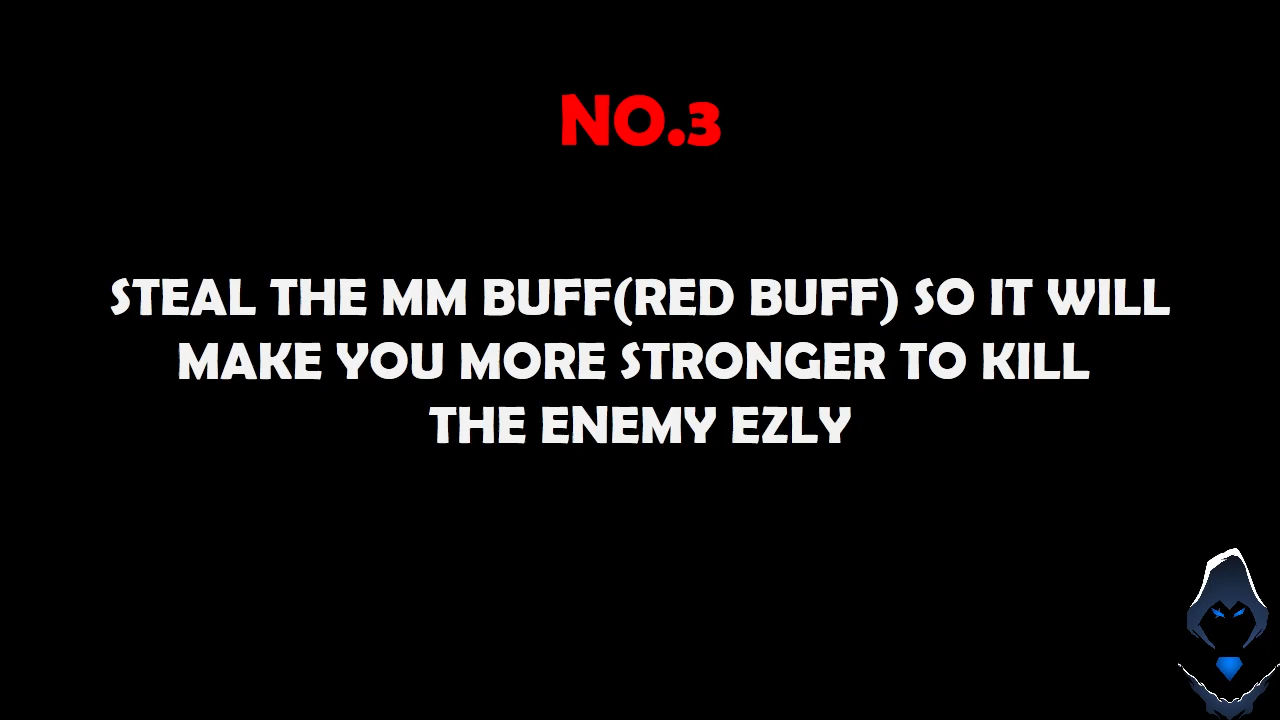 NO.3
STEAL THE MM BUFF(RED BUFF) SO IT WILL
MAKE YOU MORE STRONGER TO KILL
THE ENEMY EZLY